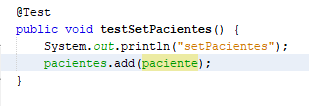 @Test
public void testSetPacientes() {
System.out.println("setPacientes");
pacientes.add(paciente);
}